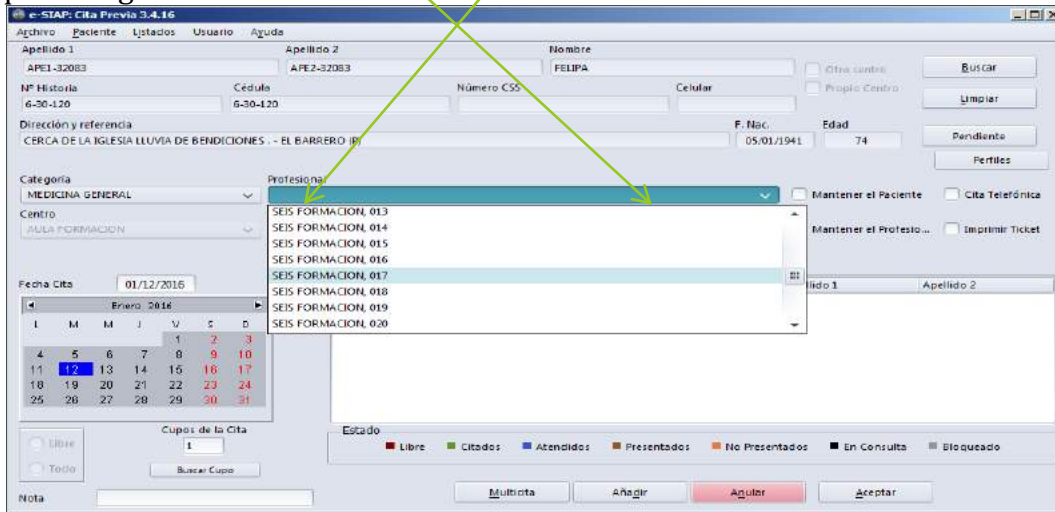 e-SIAP: Cita Previa 3.4.16
Archivo Paciente Listados Usuario Ayuda
Apellido 1 Apellido 2 Nombre
APE1-32083 APE2-32083 FELIPA Otro centro Buscar
Nº Historia Cédula Número CSS Celular Propio Centro
6-30-120 6-30-120 Limpiar
Dirección y referencia F. Nac. Edad
CERCA DE LA IGLESIA LLUVIA DE BENDICIONES . - EL BARRERO (P) 05/01/1941 74 Pendiente
Perfiles
Categoría Profesional
MEDICINA GENERAL Mantener el Paciente Cita Telefónica
Centro
AULA FORMACION Mantener el Profesio... Imprimir Ticket
SEIS FORMACION, 013
SEIS FORMACION, 014
SEIS FORMACION, 015
SEIS FORMACION, 016
SEIS FORMACION, 017
SEIS FORMACION, 018
SEIS FORMACION, 019
SEIS FORMACION, 020
Fecha Cita 01/12/2016 llido 1 Apellido 2
Enero 2016
L M M J V S D
1 2 3
4 5 6 7 8 9 10
11 12 13 14 15 16 17
18 19 20 21 22 23 24
25 26 27 28 29 30 31
Cupos de la Cita Estado
Libre 1 Libre Citados Atendidos Presentados No Presentados En Consulta Bloqueado
Todo Buscar Cupo
Nota Multicita Añadir Anular Aceptar